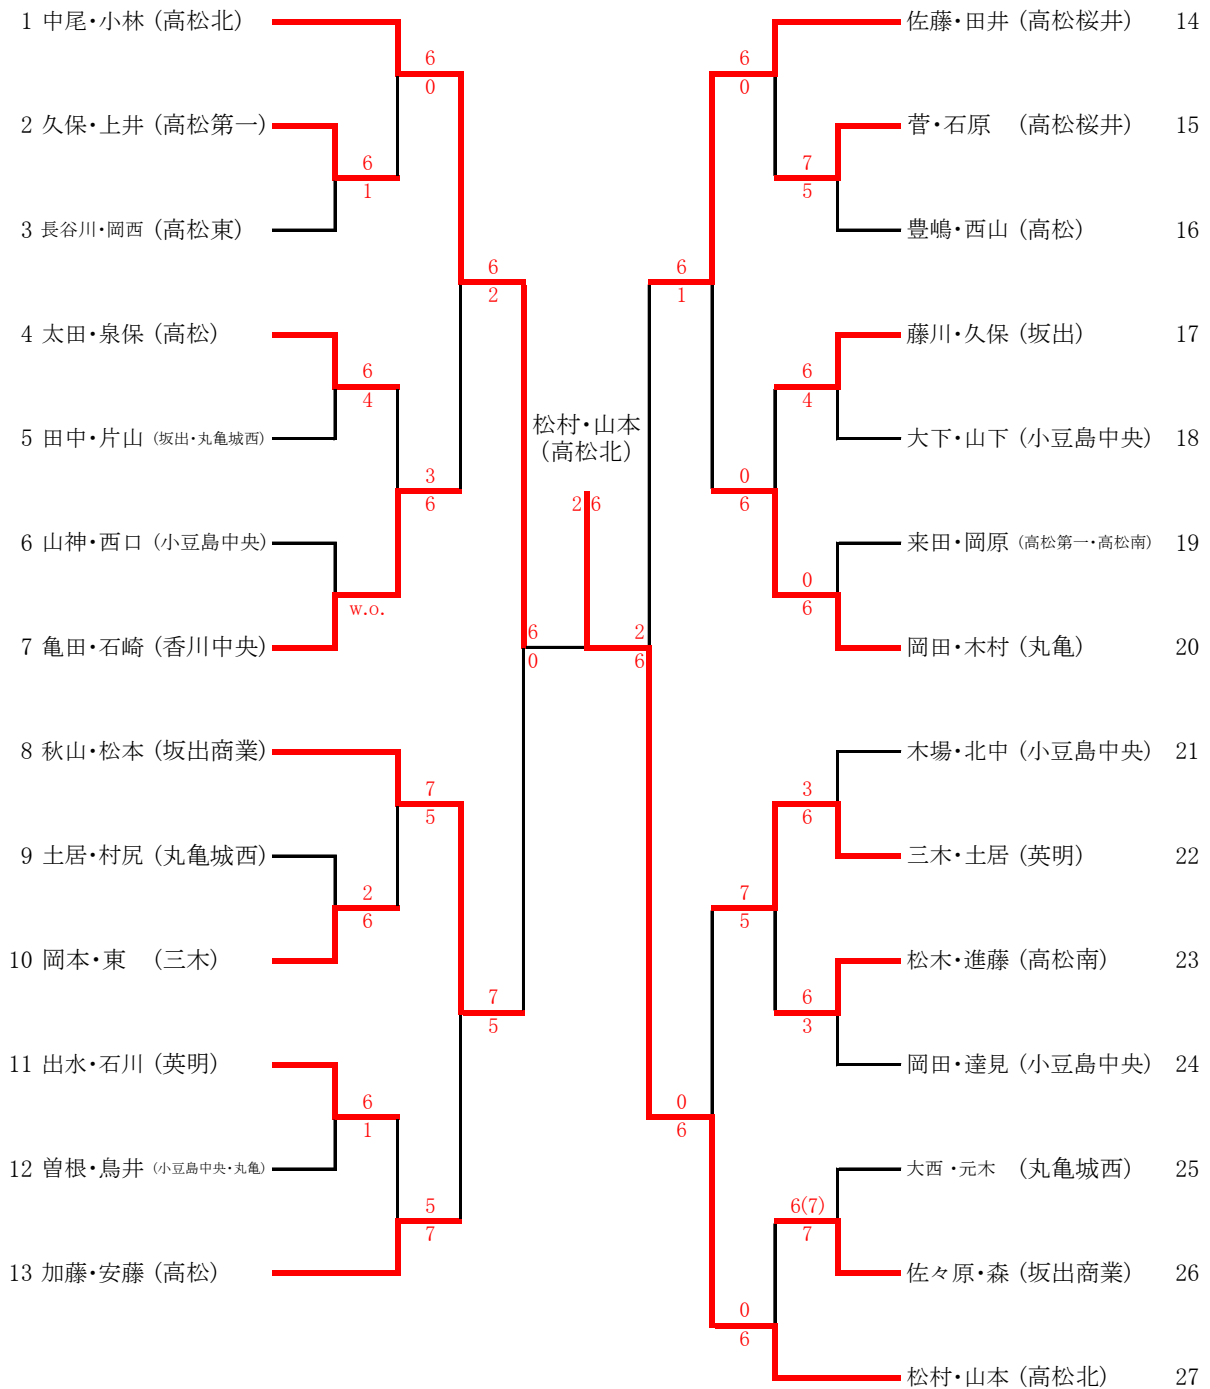 1 中尾・小林 (高松北)
6
0
2 久保・上井 (高松第一)
6
1
3 長谷川・岡西 (高松東)
6
2
4 太田・泉保 (高松)
6
4
5 田中・片山 (坂出・丸亀城西)
3
6
6 山神・西口 (小豆島中央)
w.o.
7 亀田・石崎 (香川中央)
6
0
8 秋山・松本 (坂出商業)
7
5
9 土居・村尻 (丸亀城西)
2
6
10 岡本・東 (三木)
7
5
11 出水・石川 (英明)
6
1
12 曽根・鳥井 (小豆島中央・丸亀)
5
7
13 加藤・安藤 (高松)
松村・山本
(高松北)
2 6
佐藤・田井 (高松桜井) 14
6
0
菅・石原 (高松桜井) 15
7
5
豊嶋・西山 (高松) 16
6
1
藤川・久保 (坂出) 17
6
4
大下・山下 (小豆島中央) 18
0
6
来田・岡原 (高松第一・高松南) 19
0
6
岡田・木村 (丸亀) 20
2
6
木場・北中 (小豆島中央) 21
3
6
三木・土居 (英明) 22
7
5
松木・進藤 (高松南) 23
6
3
岡田・達見 (小豆島中央) 24
0
6
大西・元木 (丸亀城西) 25
6(7)
7
佐々原・森 (坂出商業) 26
0
6
松村・山本 (高松北) 27